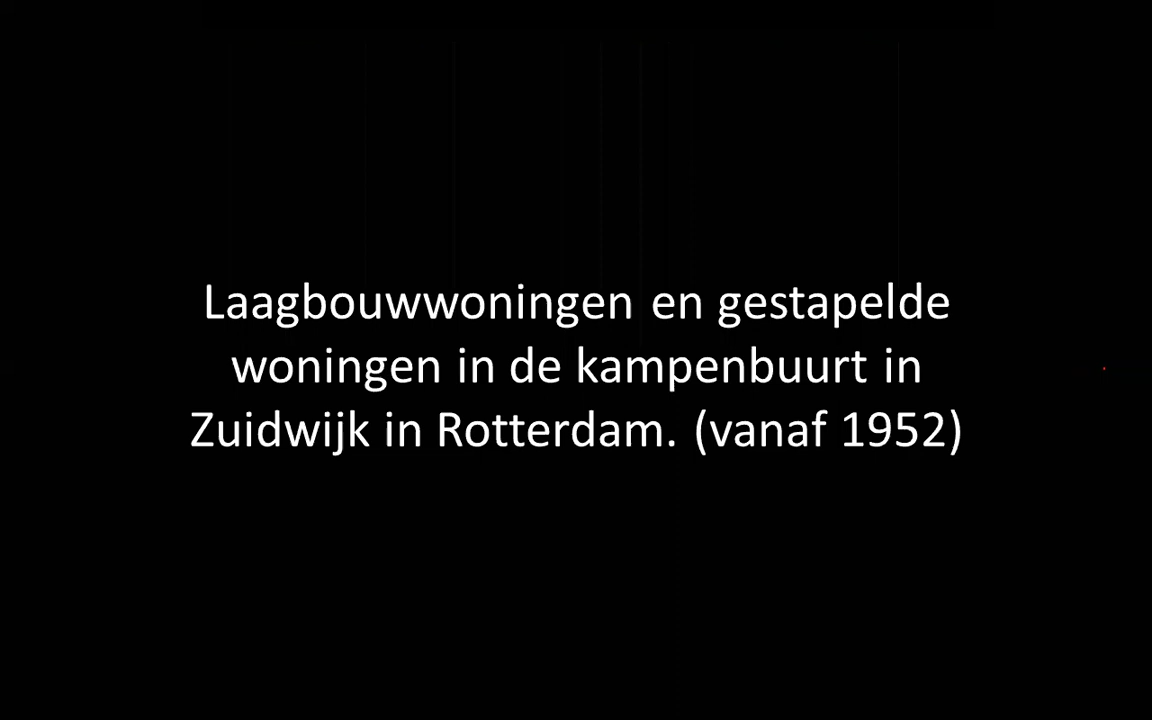 Laagbouwwoningen en gestapelde
woningen in de kampenbuurt in
Zuidwijk in Rotterdam. (vanaf 1952)